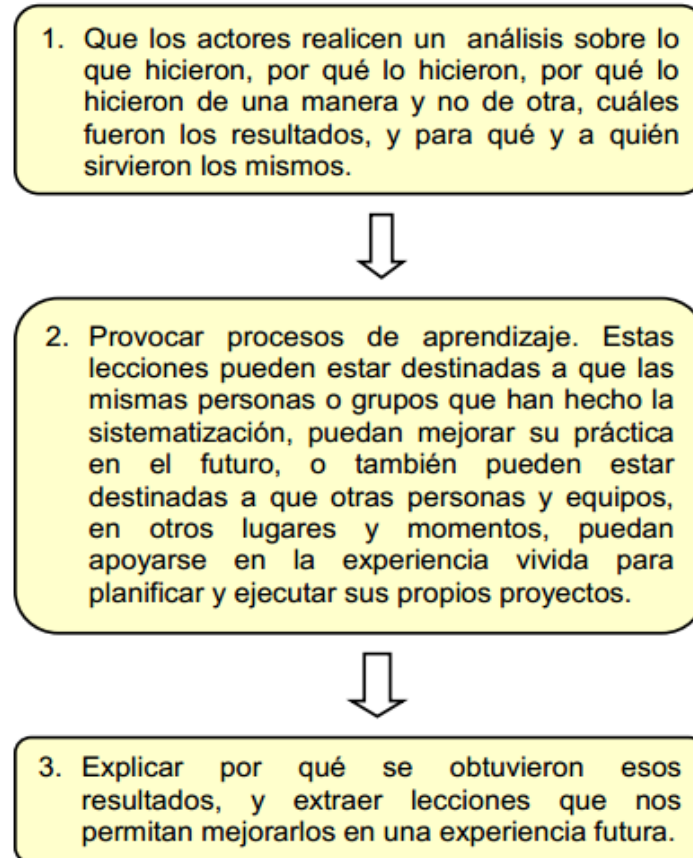 1. Que los actores realicen un análisis sobre lo
que hicieron, por qué lo hicieron, por qué lo
hicieron de una manera y no de otra, cuáles
fueron los resultados, y para qué y a quién
sirvieron los mismos.
2. Provocar procesos de aprendizaje. Estas
lecciones pueden estar destinadas a que las
mismas personas o grupos que han hecho la
sistematización, puedan mejorar su práctica
en el futuro, o también pueden estar
destinadas a que otras personas y equipos,
en otros lugares y momentos, puedan
apoyarse en la experiencia vivida para
planificar y ejecutar sus propios proyectos.
3. Explicar por qué se obtuvieron esos
resultados, y extraer lecciones que nos
permitan mejorarlos en una experiencia futura.